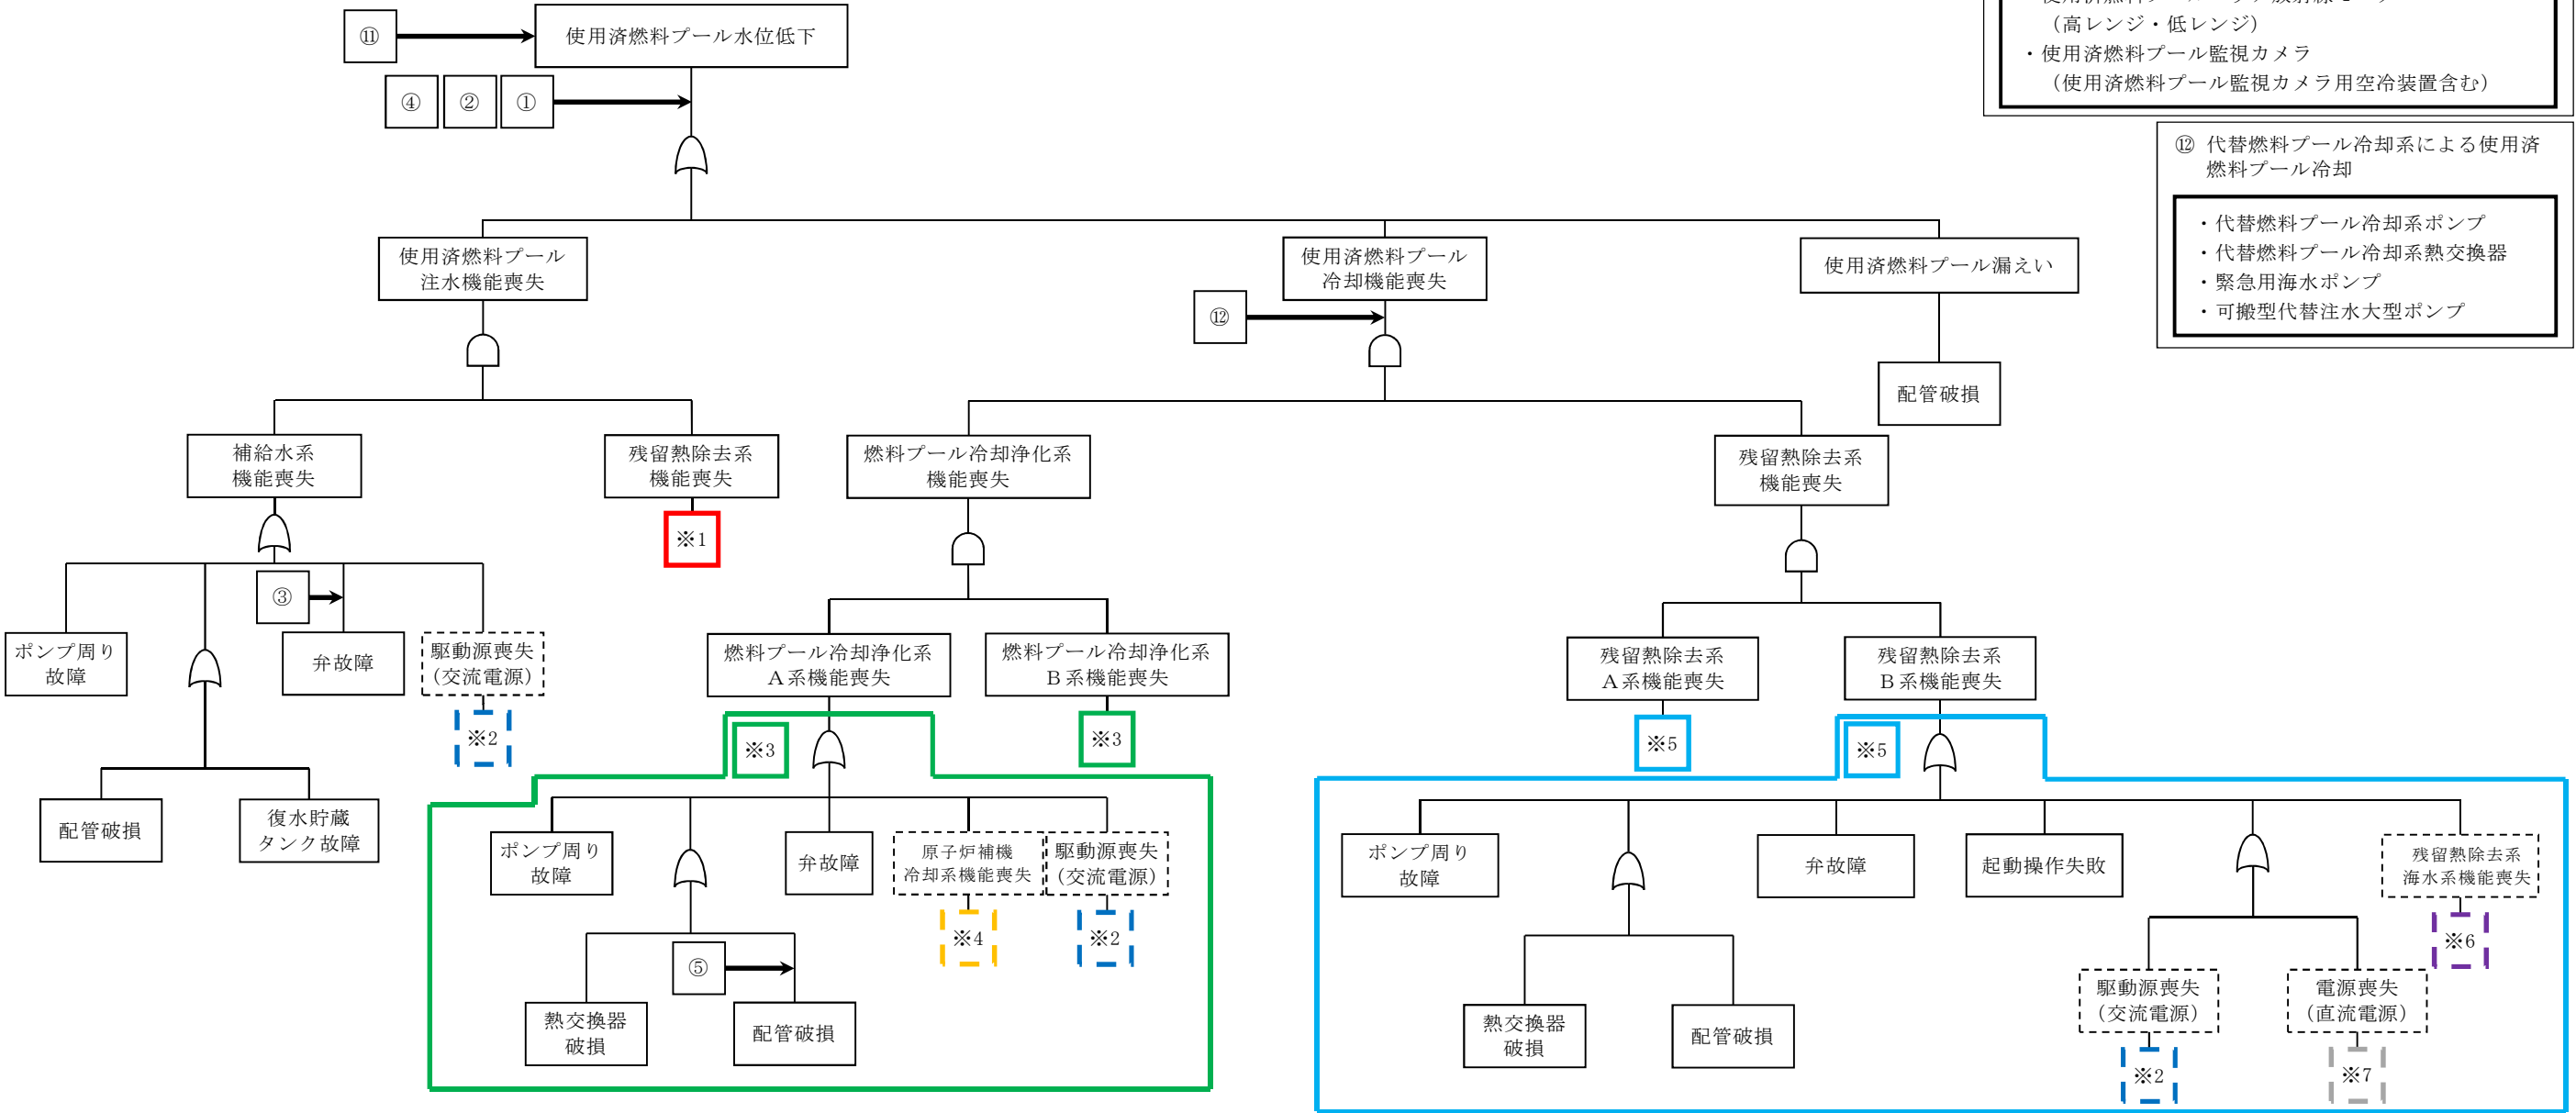 （高レンジ・低レンジ）
・使用済燃料プール監視カメラ
（使用済燃料プール監視カメラ用空冷装置含む）
⑫ 代替燃料プール冷却系による使用済
燃料プール冷却
・代替燃料プール冷却系ポンプ
・代替燃料プール冷却系熱交換器
・緊急用海水ポンプ
・可搬型代替注水大型ポンプ
⑪
使用済燃料プール水位低下
④ ② ①
使用済燃料プール
注水機能喪失
使用済燃料プール
冷却機能喪失
使用済燃料プール漏えい
⑫
配管破損
補給水系
機能喪失
残留熱除去系
機能喪失
※1
燃料プール冷却浄化系
機能喪失
残留熱除去系
機能喪失
③
ポンプ周り
故障
弁故障
駆動源喪失
（交流電源）
※2
配管破損
復水貯蔵
タンク故障
燃料プール冷却浄化系
Ａ系機能喪失
燃料プール冷却浄化系
Ｂ系機能喪失
※3
※3
ポンプ周り
故障
弁故障
原子炉補機
冷却系機能喪失
駆動源喪失
（交流電源）
※4
※2
⑤
熱交換器
破損
配管破損
残留熱除去系
Ａ系機能喪失
残留熱除去系
Ｂ系機能喪失
※5
※5
ポンプ周り
故障
弁故障
起動操作失敗
残留熱除去系
海水系機能喪失
※6
熱交換器
破損
配管破損
駆動源喪失
（交流電源）
電源喪失
（直流電源）
※2
※7